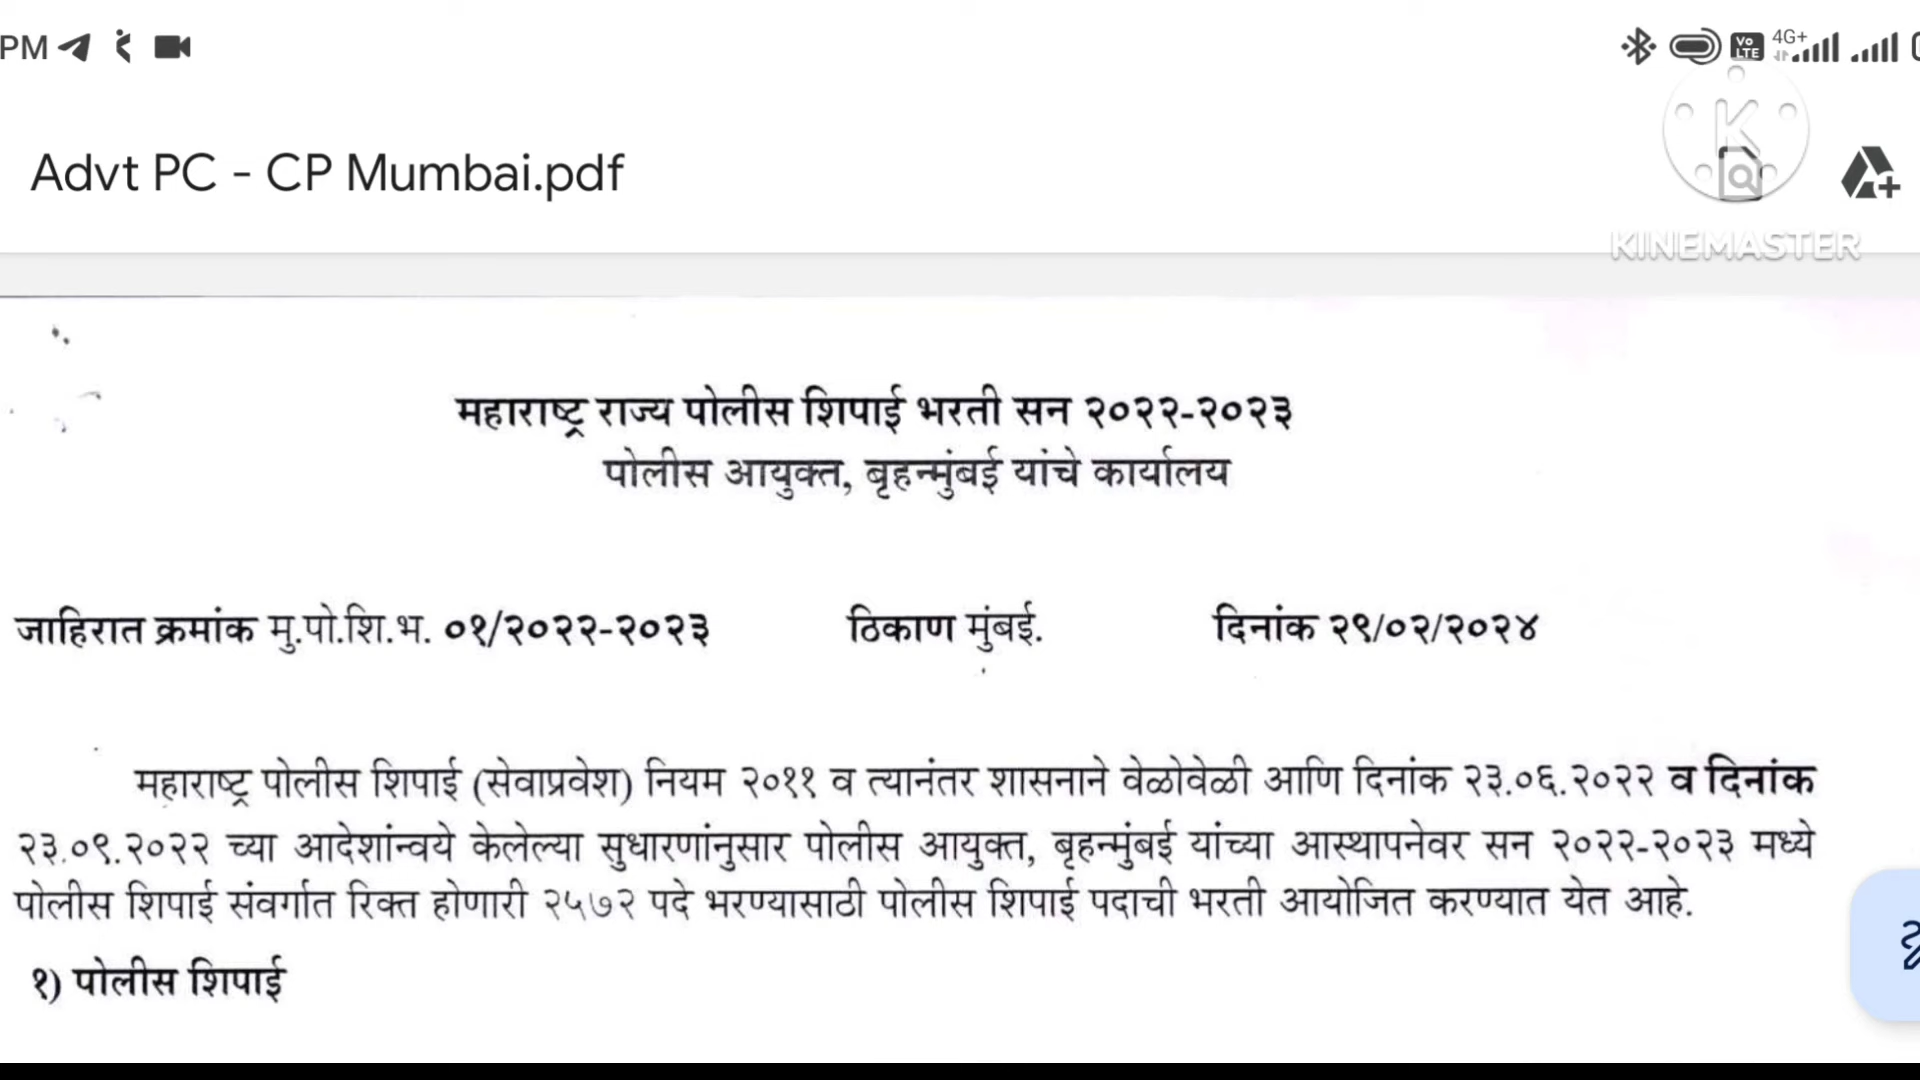 PM Vo LTE 4G+
Advt PC - CP Mumbai.pdf
K
KINEMASTER
महाराष्ट्र राज्य पोलीस शिपाई भरती सन २०२२-२०२३
पोलीस आयुक्त, बृहन्मुंबई यांचे कार्यालय
जाहिरात क्रमांक मु.पो.शि.भ. ०१/२०२२-२०२३ ठिकाण मुंबई. दिनांक २९/०२/२०२४
महाराष्ट्र पोलीस शिपाई (सेवाप्रवेश) नियम २०११ व त्यानंतर शासनाने वेळोवेळी आणि दिनांक २३.०६.२०२२ व दिनांक
२३.०९.२०२२ च्या आदेशांन्वये केलेल्या सुधारणांनुसार पोलीस आयुक्त, बृहन्मुंबई यांच्या आस्थापनेवर सन २०२२-२०२३ मध्ये
पोलीस शिपाई संवर्गात रिक्त होणारी २५७२ पदे भरण्यासाठी पोलीस शिपाई पदाची भरती आयोजित करण्यात येत आहे.
१) पोलीस शिपाई